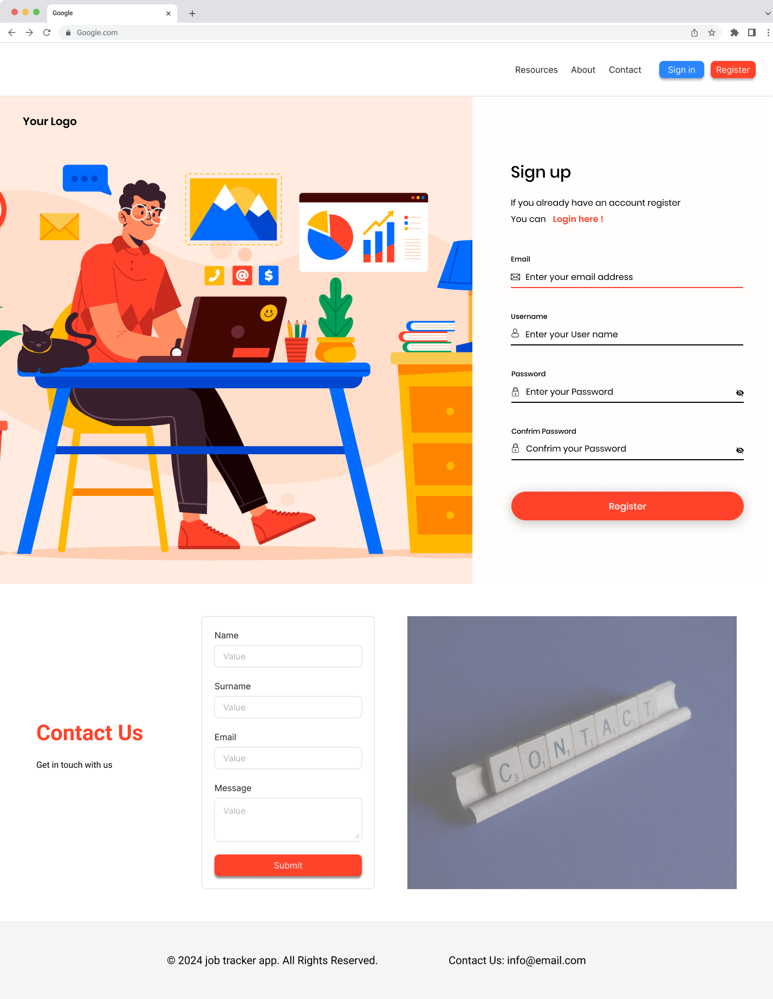 Google
Google.com
Resources About Contact Sign in Register
Your Logo
@
$
Sign up
If you already have an account register
You can Login here !
Email
Enter your email address
Username
Enter your User name
Password
Enter your Password
Confrim Password
Confrim your Password
Register
Contact Us
Get in touch with us
Name
Value
Surname
Value
Email
Value
Message
Value
Submit
C3 O1 N1 T1 A1 C3 T1
© 2024 job tracker app. All Rights Reserved. Contact Us: info@email.com